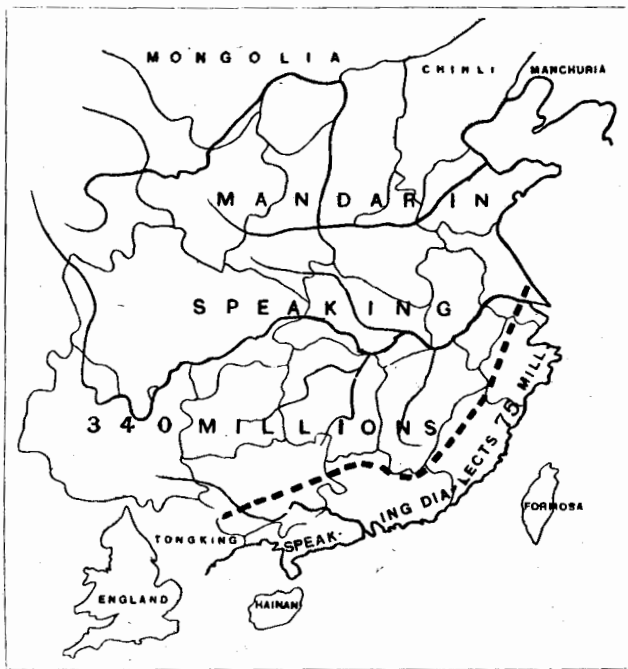 MONGOLIA
CHIHLI
MANCHURIA
MANDARIN
SPEAKING
340 MILLIONS
SPEAKING DIALECTS 75 MILL.
FORMOSA
TONGKING
ENGLAND
HAINAN